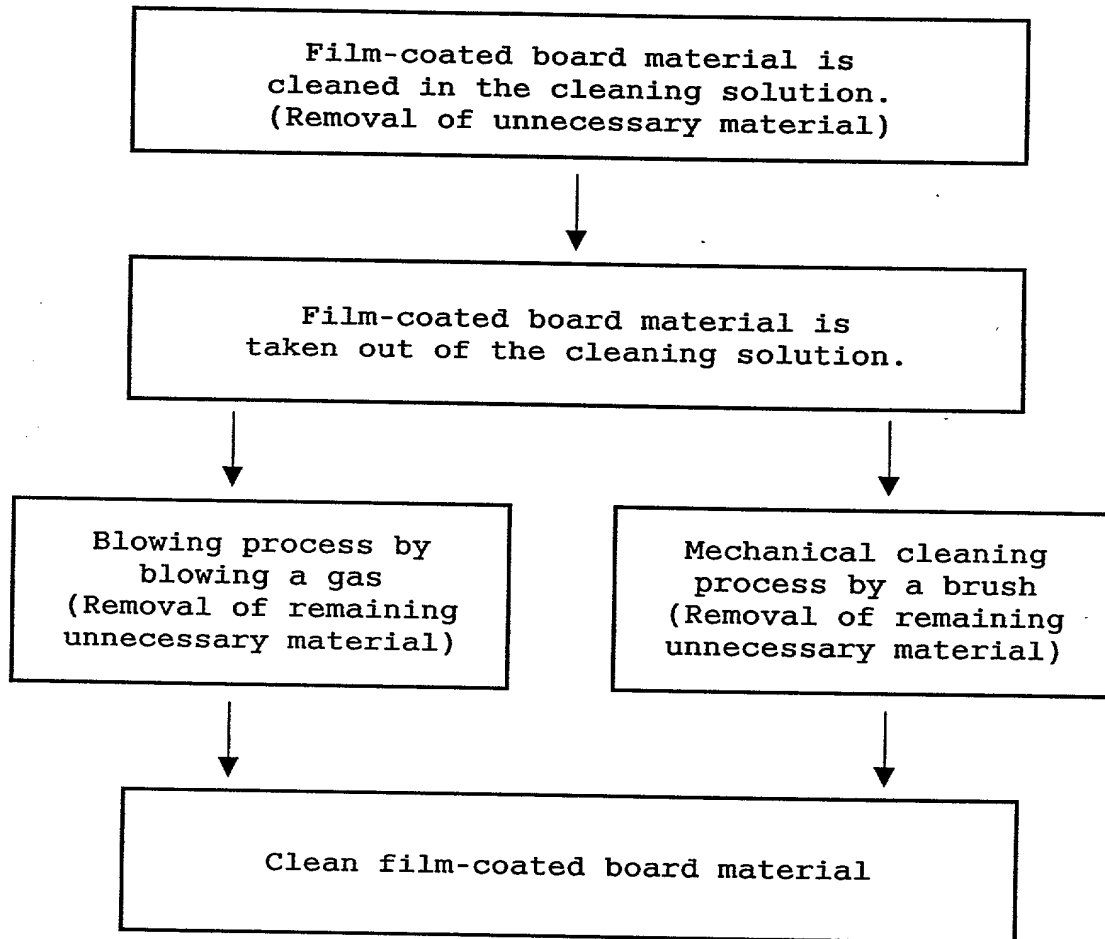 Film-coated board material is
cleaned in the cleaning solution.
(Removal of unnecessary material)
Film-coated board material is
taken out of the cleaning solution.
Blowing process by
blowing a gas
(Removal of remaining
unnecessary material)
Mechanical cleaning
process by a brush
(Removal of remaining
unnecessary material)
Clean film-coated board material